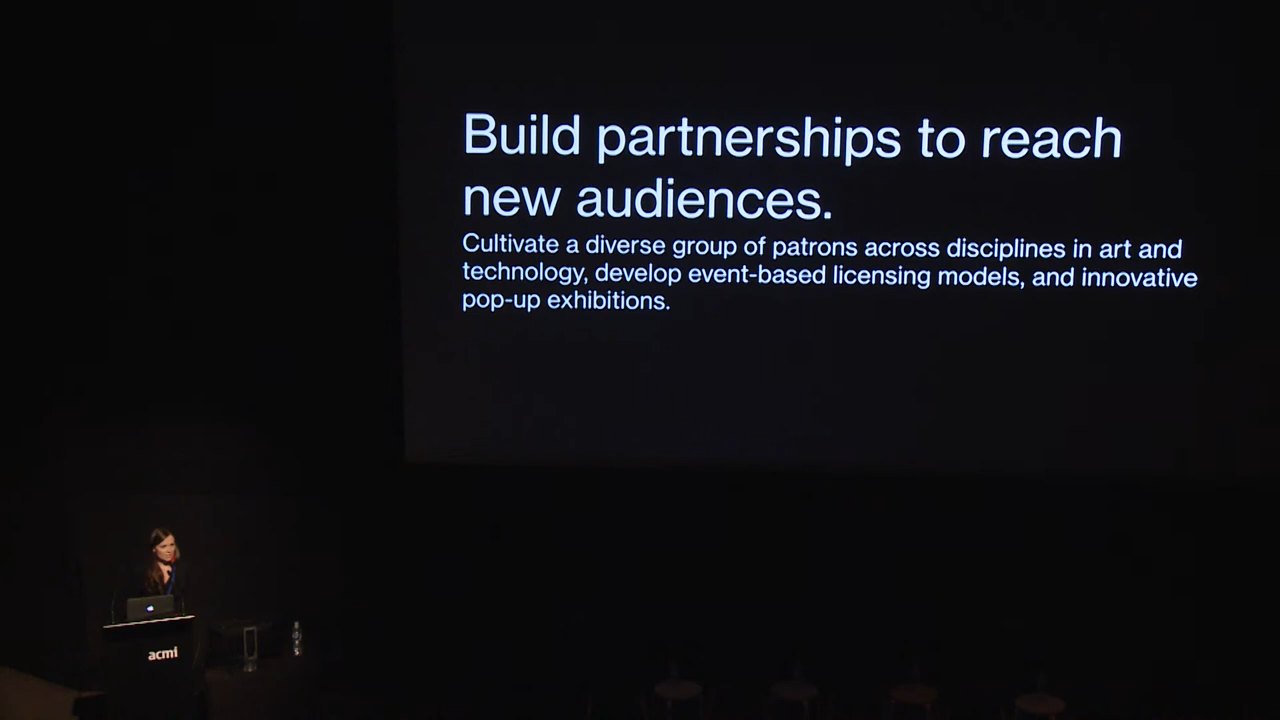 Build partnerships to reach
new audiences.
Cultivate a diverse group of patrons across disciplines in art and
technology, develop event-based licensing models, and innovative
pop-up exhibitions.
acmi